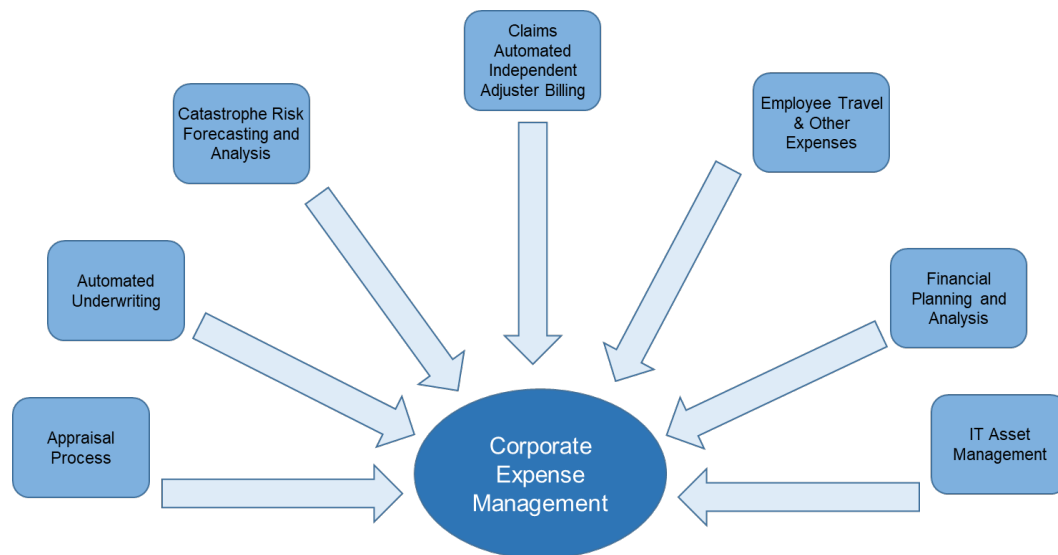 Claims
Automated
Independent
Adjuster Billing
Catastrophe Risk
Forecasting and
Analysis
Employee Travel
& Other
Expenses
Automated
Underwriting
Financial
Planning and
Analysis
Appraisal
Process
IT Asset
Management
Corporate
Expense
Management